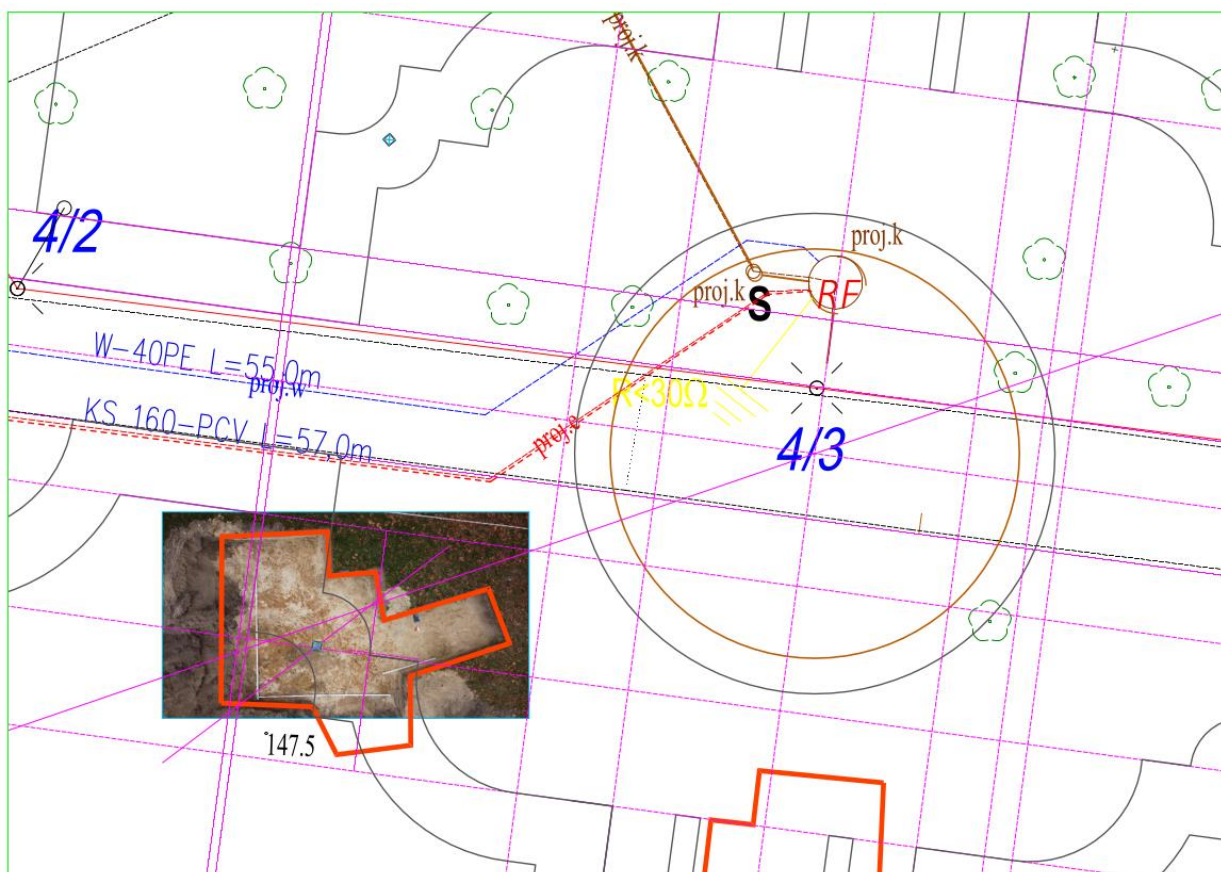 proj.k
proj.k
4/2
proj.k
S
RF
W-40PE L=55,0m
proj.w
R<30Ω
KS 160-PCV L=57,0m
proj.e
4/3
147.5